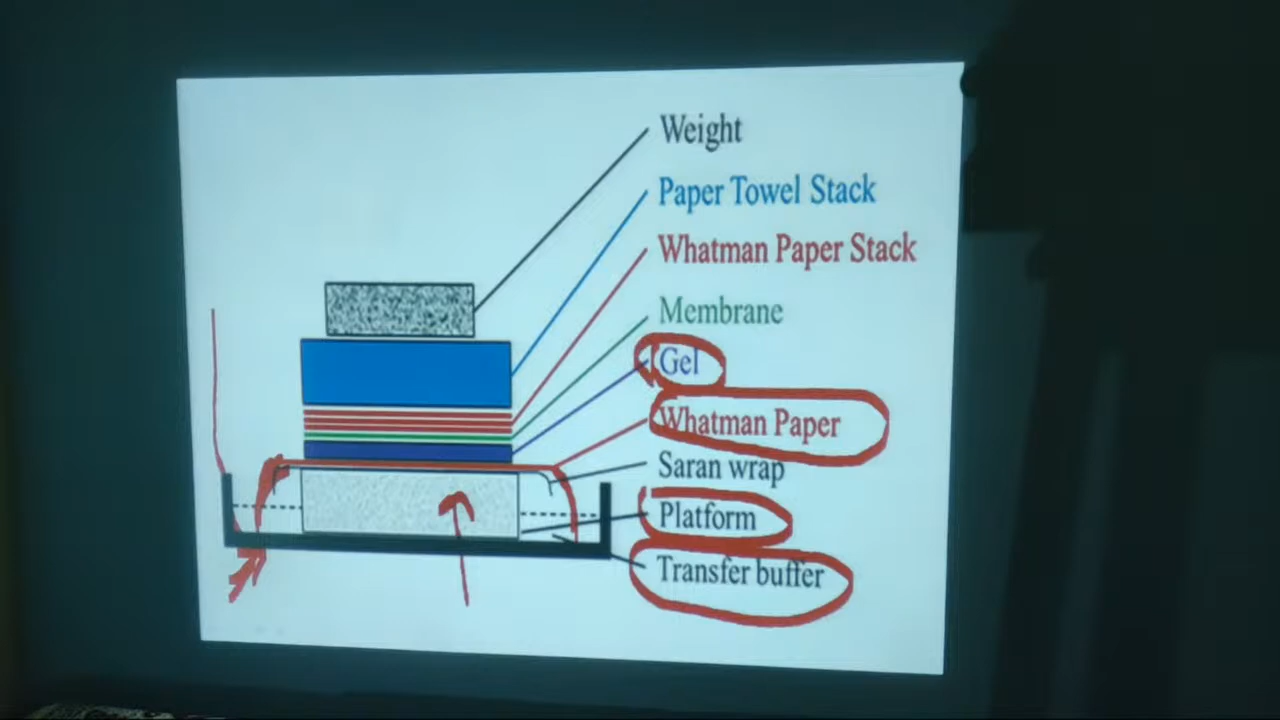 Weight
Paper Towel Stack
Whatman Paper Stack
Membrane
Gel
Whatman Paper
Saran wrap
Platform
Transfer buffer